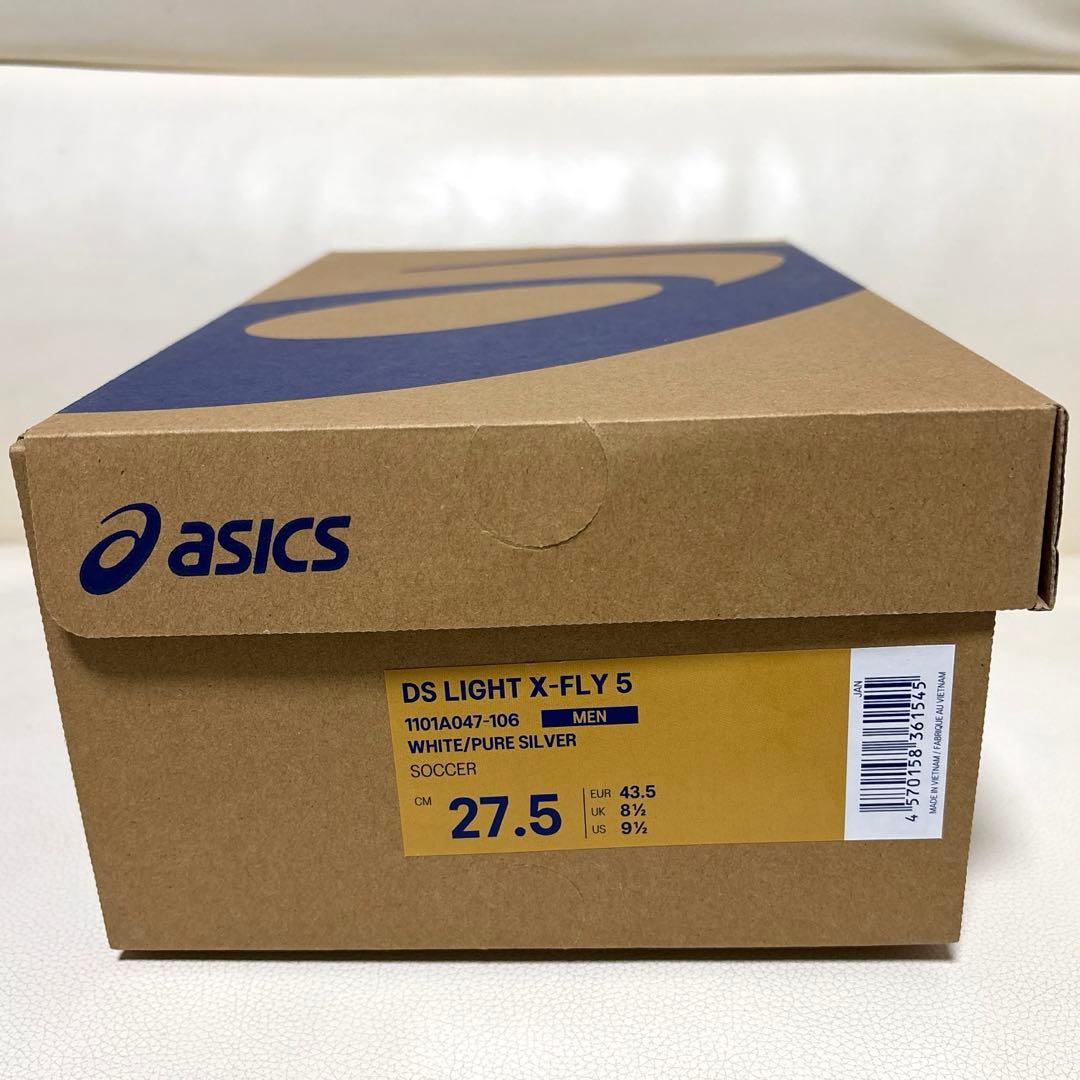 asics
DS LIGHT X-FLY 5
1101A047-106 MEN
WHITE/PURE SILVER
SOCCER
CM 27.5
EUR 43.5
UK 8½
US 9½
JAN
4 570158 361545
MADE IN VIETNAM / FABRIQUE AU VIETNAM